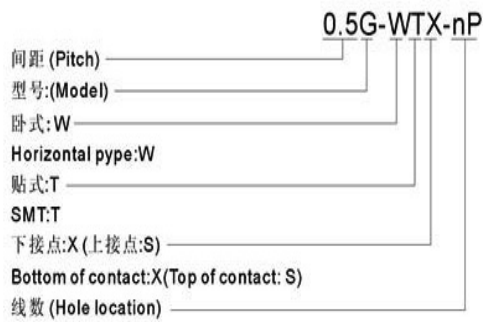 0.5G-WTX-nP
间距 (Pitch)
型号:(Model)
卧式:W
Horizontal pype:W
贴式:T
SMT:T
下接点:X (上接点:S)
Bottom of contact:X(Top of contact: S)
线数 (Hole location)